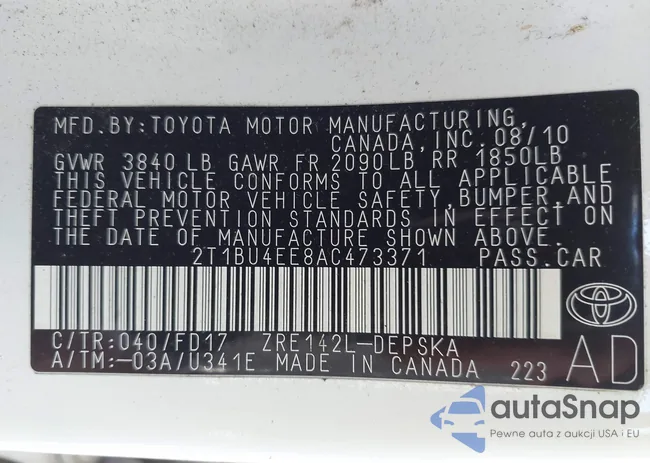 MFD.BY:TOYOTA MOTOR MANUFACTURING,
CANADA,INC.08/10
GVWR 3840LB GAWR FR 2090LB RR 1850LB
THIS VEHICLE CONFORMS TO ALL APPLICABLE
FEDERAL MOTOR VEHICLE SAFETY,BUMPER,AND
THEFT PREVENTION STANDARDS IN EFFECT ON
THE DATE OF MANUFACTURE SHOWN ABOVE.
2T1BU4EE8AC473371 PASS.CAR
C/TR:040/FD17 ZRE142L-DEPSKA
A/TM:-03A/U341E MADE IN CANADA 223 AD
autaSnap
Pewne auta z aukcji USA i EU